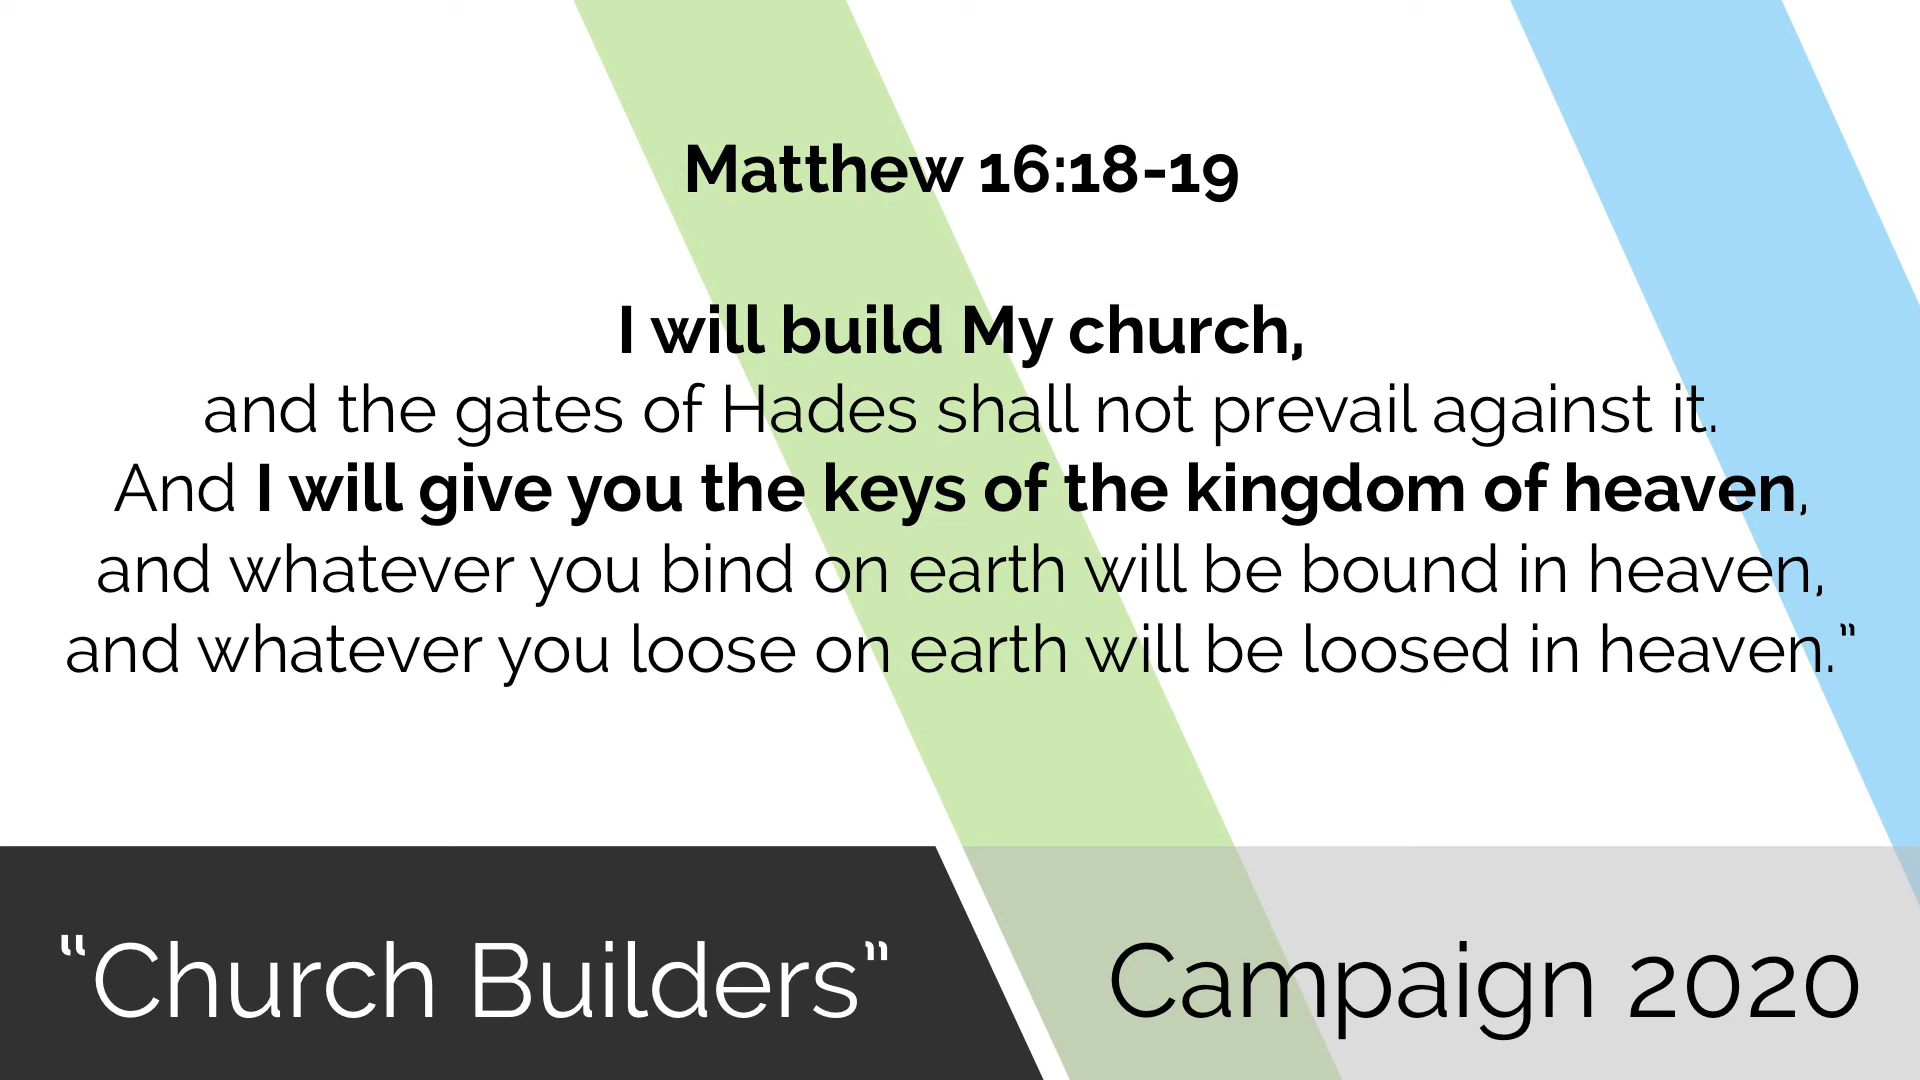 Matthew 16:18-19
I will build My church,
and the gates of Hades shall not prevail against it.
And I will give you the keys of the kingdom of heaven,
and whatever you bind on earth will be bound in heaven,
and whatever you loose on earth will be loosed in heaven.”
“Church Builders”
Campaign 2020